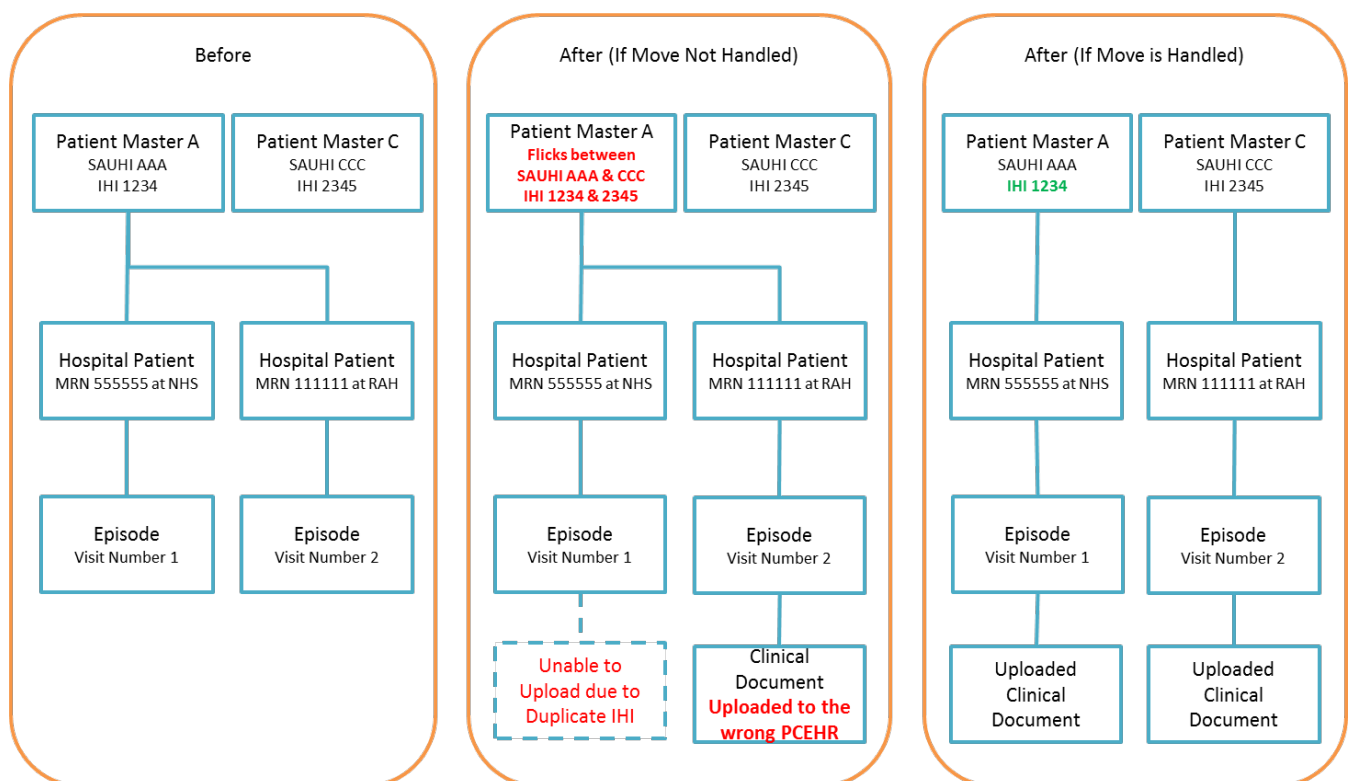 Before
Patient Master A
SAUHI AAA
IHI 1234
Patient Master C
SAUHI CCC
IHI 2345
Hospital Patient
MRN 555555 at NHS
Hospital Patient
MRN 111111 at RAH
Episode
Visit Number 1
Episode
Visit Number 2
After (If Move Not Handled)
Patient Master A
Flicks between
SAUHI AAA & CCC
IHI 1234 & 2345
Patient Master C
SAUHI CCC
IHI 2345
Hospital Patient
MRN 555555 at NHS
Hospital Patient
MRN 111111 at RAH
Episode
Visit Number 1
Episode
Visit Number 2
Unable to
Upload due to
Duplicate IHI
Clinical
Document
Uploaded to the
wrong PCEHR
After (If Move is Handled)
Patient Master A
SAUHI AAA
IHI 1234
Patient Master C
SAUHI CCC
IHI 2345
Hospital Patient
MRN 555555 at NHS
Hospital Patient
MRN 111111 at RAH
Episode
Visit Number 1
Episode
Visit Number 2
Uploaded
Clinical
Document
Uploaded
Clinical
Document